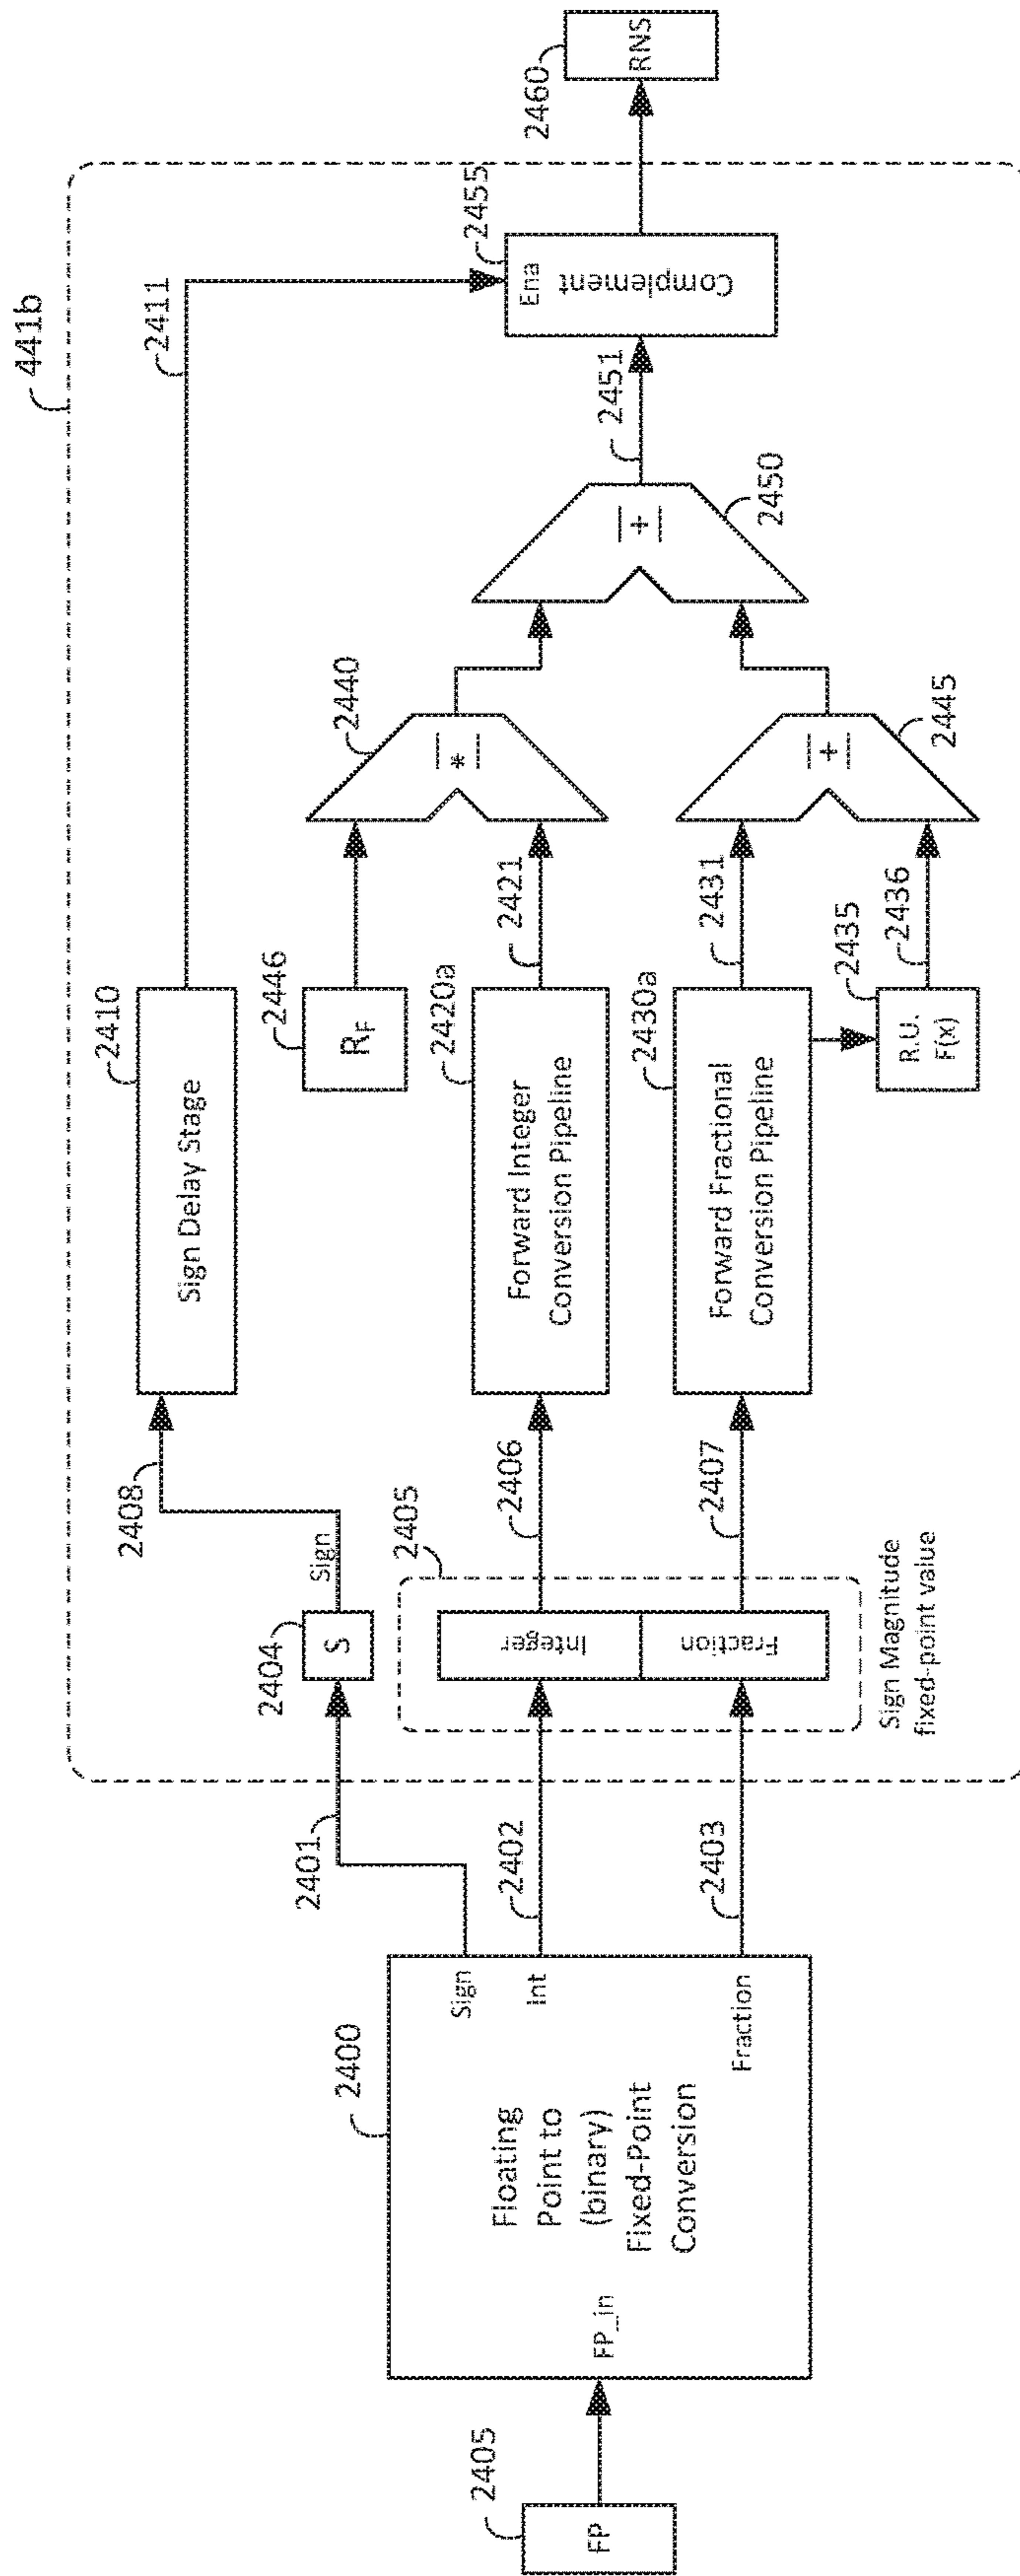 441b
2405
FP
2400
FP_in
Floating
Point to
(binary)
Fixed-Point
Conversion
Sign
Int
Fraction
2401
2402
2403
2404
S
Sign
2405
Integer
Fraction
Sign Magnitude
fixed-point value
2408
2406
2407
2410
Sign Delay Stage
2411
2446
R_F
2420a
Forward Integer
Conversion Pipeline
2421
2430a
Forward Fractional
Conversion Pipeline
2431
2435
R.U.
F(x)
2436
2440
*
2445
+
2450
+
2451
2455
Ena
Complement
2460
RNS